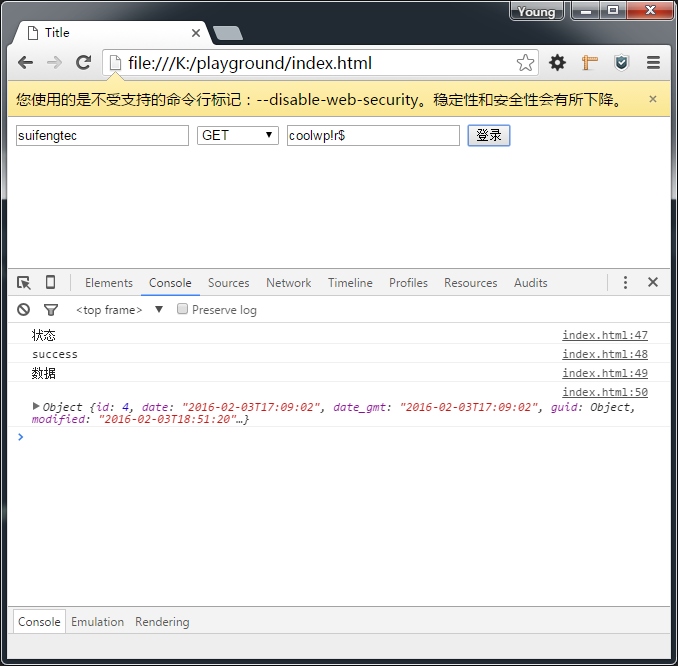 Young
Title
file:///K:/playground/index.html
您使用的是不受支持的命令行标记：--disable-web-security。稳定性和安全性会有所下降。
suifengtec GET coolwp!r$ 登录
Elements Console Sources Network Timeline Profiles Resources Audits
<top frame> Preserve log
状态 index.html:47
success index.html:48
数据 index.html:49
index.html:50
Object {id: 4, date: "2016-02-03T17:09:02", date_gmt: "2016-02-03T17:09:02", guid: Object,
modified: "2016-02-03T18:51:20"…}
Console Emulation Rendering